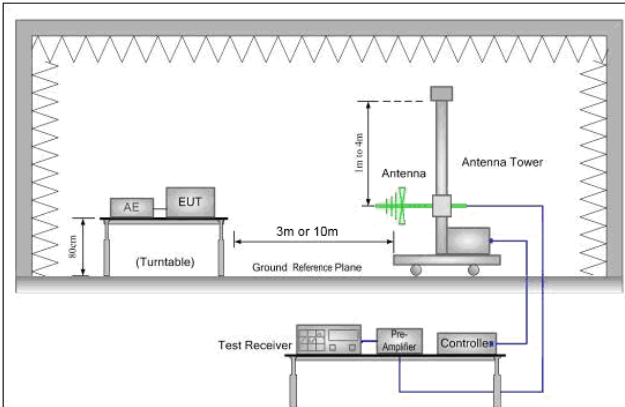 1m to 4m
Antenna
Antenna Tower
AE
EUT
3m or 10m
80cm
(Turntable)
Ground Reference Plane
Test Receiver
Pre-
Amplifier
Controller